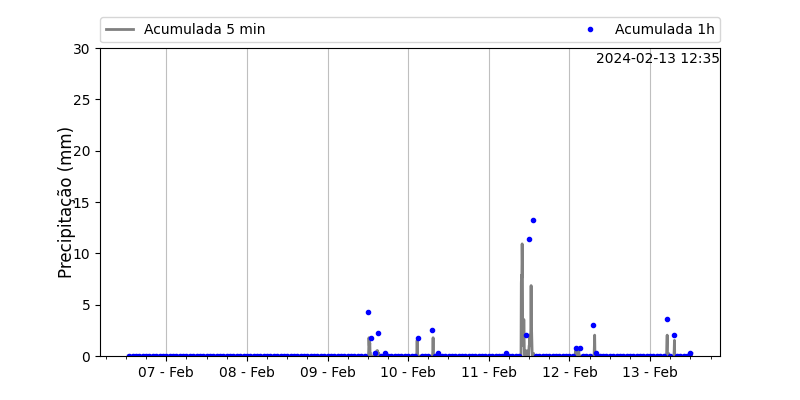 Acumulada 5 min
Acumulada 1h
2024-02-13 12:35
Precipitação (mm)
30
25
20
15
10
5
0
07 - Feb
08 - Feb
09 - Feb
10 - Feb
11 - Feb
12 - Feb
13 - Feb